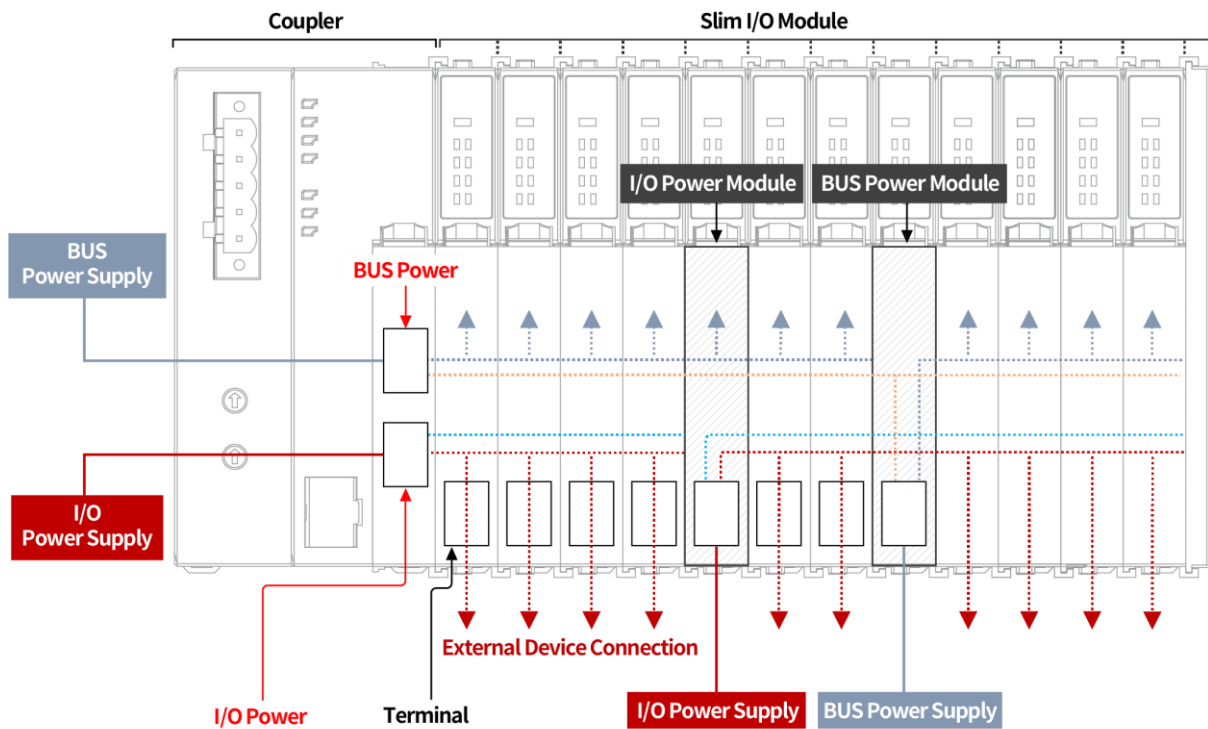 Coupler
Slim I/O Module
I/O Power Module
BUS Power Module
BUS
Power Supply
BUS Power
I/O
Power Supply
External Device Connection
I/O Power
Terminal
I/O Power Supply
BUS Power Supply